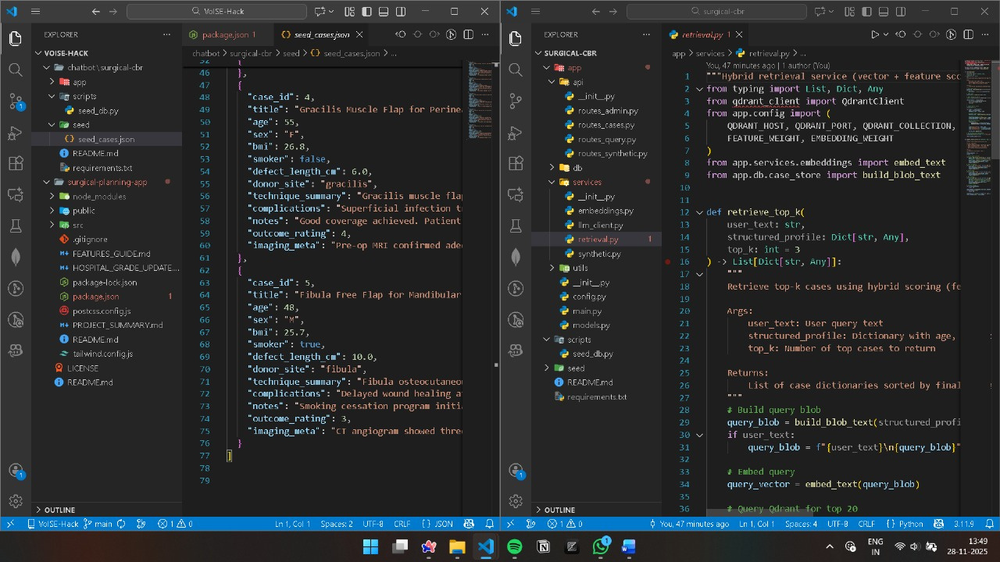 VoISE-Hack
EXPLORER
VOISE-HACK
chatbot\surgical-cbr
app
scripts
seed_db.py
seed
seed_cases.json
README.md
requirements.txt
surgical-planning-app
node_modules
public
src
.gitignore
FEATURES_GUIDE.md
HOSPITAL_GRADE_UPDATE....
package-lock.json
package.json 1
postcss.config.js
PROJECT_SUMMARY.md
README.md
tailwind.config.js
LICENSE
README.md
OUTLINE
package.json 1
seed_cases.json
chatbot > surgical-cbr > seed > {} seed_cases.json > ...
46 },
47 {
48 "case_id": 4,
49 "title": "Gracilis Muscle Flap for Perine
50 "age": 55,
51 "sex": "F",
52 "bmi": 26.8,
53 "smoker": false,
54 "defect_length_cm": 6.0,
55 "donor_site": "gracilis",
56 "technique_summary": "Gracilis muscle flap
57 "complications": "Superficial infection t
58 "notes": "Good coverage achieved. Patient
59 "outcome_rating": 4,
60 "imaging_meta": "Pre-op MRI confirmed ade
61 },
62 {
63 "case_id": 5,
64 "title": "Fibula Free Flap for Mandibular
65 "age": 48,
66 "sex": "M",
67 "bmi": 25.7,
68 "smoker": true,
69 "defect_length_cm": 10.0,
70 "donor_site": "fibula",
71 "technique_summary": "Fibula osteocutaneou
72 "complications": "Delayed wound healing a
73 "notes": "Smoking cessation program initi
74 "outcome_rating": 3,
75 "imaging_meta": "CT angiogram showed thre
76 }
77 ]
78
79
VoISE-Hack main 1 0 Ln 1, Col 1 Spaces: 2 UTF-8 CRLF {} JSON
surgical-cbr
EXPLORER
SURGICAL-CBR
app
api
__init__.py
routes_admin.py
routes_cases.py
routes_query.py
routes_synthetic.py
db
services
__init__.py
embeddings.py
llm_client.py
retrieval.py 1
synthetic.py
utils
__init__.py
config.py
main.py
models.py
scripts
seed_db.py
seed
README.md
requirements.txt
OUTLINE
retrieval.py 1
app > services > retrieval.py > ...
You, 47 minutes ago | 1 author (You)
1 """Hybrid retrieval service (vector + feature sco
2 from typing import List, Dict, Any
3 from qdrant_client import QdrantClient
4 from app.config import (
5 QDRANT_HOST, QDRANT_PORT, QDRANT_COLLECTION,
6 FEATURE_WEIGHT, EMBEDDING_WEIGHT
7 )
8 from app.services.embeddings import embed_text
9 from app.db.case_store import build_blob_text
10
11
12 def retrieve_top_k(
13 user_text: str,
14 structured_profile: Dict[str, Any],
15 top_k: int = 3
16 ) -> List[Dict[str, Any]]:
17 """
18 Retrieve top-k cases using hybrid scoring (fe
19
20 Args:
21 user_text: User query text
22 structured_profile: Dictionary with age,
23 top_k: Number of top cases to return
24
25 Returns:
26 List of case dictionaries sorted by final
27 """
28 # Build query blob
29 query_blob = build_blob_text(structured_profi
30 if user_text:
31 query_blob = f"{user_text}\n{query_blob}"
32
33 # Embed query
34 query_vector = embed_text(query_blob)
35
36 # Query Qdrant for top 20
1 0 You, 47 minutes ago Ln 1, Col 1 Spaces: 4 UTF-8 CRLF Python 3.11.9
ENG
IN
13:49
28-11-2025